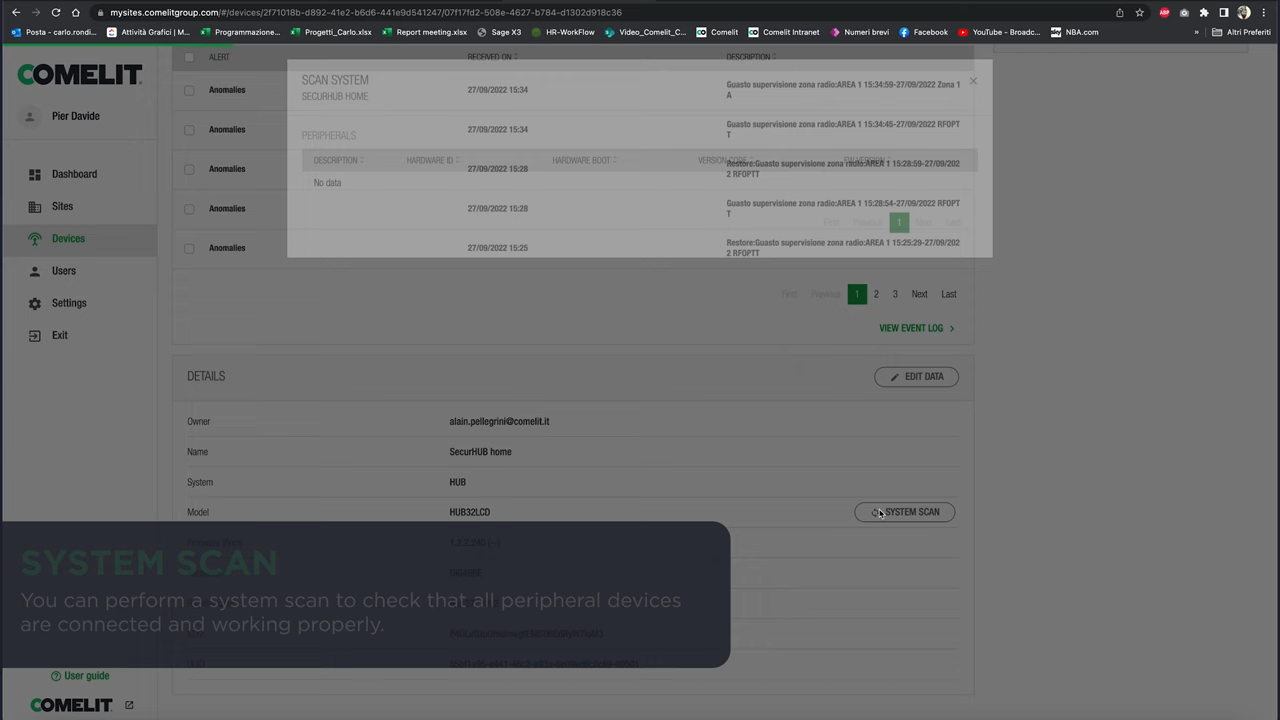 mysites.comelitgroup.com/#/devices/2f71018b-d892-41e2-b6d6-441e9d541247/07f17fd2-508e-4627-b784-d1302d918c36
Posta - carlo.rondi...
Attività Grafici | M...
Programmazione...
Progetti_Carlo.xlsx
Report meeting.xlsx
Sage X3
HR-WorkFlow
Video_Comelit_C...
Comelit
Comelit Intranet
Numeri brevi
Facebook
YouTube - Broadc...
NBA.com
»
Altri Preferiti
COMELIT
Pier Davide
Dashboard
Sites
Devices
Users
Settings
Exit
User guide
COMELIT
ALERT RECEIVED ON DESCRIPTION
SCAN SYSTEM
SECURHUB HOME
PERIPHERALS
DESCRIPTION HARDWARE ID HARDWARE BOOT VERSION CODE FW VERSION
No data
First Previous 1 Next Last
Anomalies 27/09/2022 15:34 Guasto supervisione zona radio:AREA 1 15:34:59-27/09/2022 Zona 1
A
Anomalies 27/09/2022 15:34 Guasto supervisione zona radio:AREA 1 15:34:45-27/09/2022 RFOPT
T
Anomalies 27/09/2022 15:28 Restore:Guasto supervisione zona radio:AREA 1 15:28:59-27/09/202
2 RFOPTT
Anomalies 27/09/2022 15:28 Guasto supervisione zona radio:AREA 1 15:28:54-27/09/2022 RFOPT
T
Anomalies 27/09/2022 15:25 Restore:Guasto supervisione zona radio:AREA 1 15:25:29-27/09/202
2 RFOPTT
First Previous 1 2 3 Next Last
VIEW EVENT LOG
DETAILS
EDIT DATA
Owner alain.pellegrini@comelit.it
Name SecurHUB home
System HUB
Model HUB32LCD
SYSTEM SCAN
SYSTEM SCAN
You can perform a system scan to check that all peripheral devices
are connected and working properly.